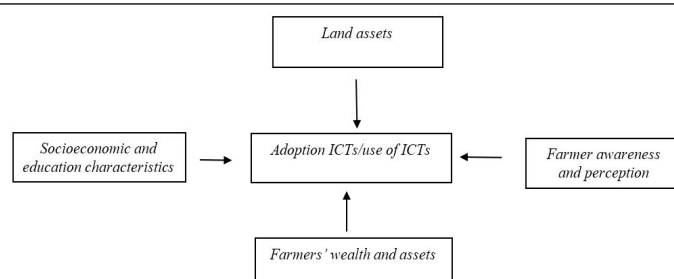 Land assets
Socioeconomic and
education characteristics
Adoption ICTs/use of ICTs
Farmer awareness
and perception
Farmers’ wealth and assets